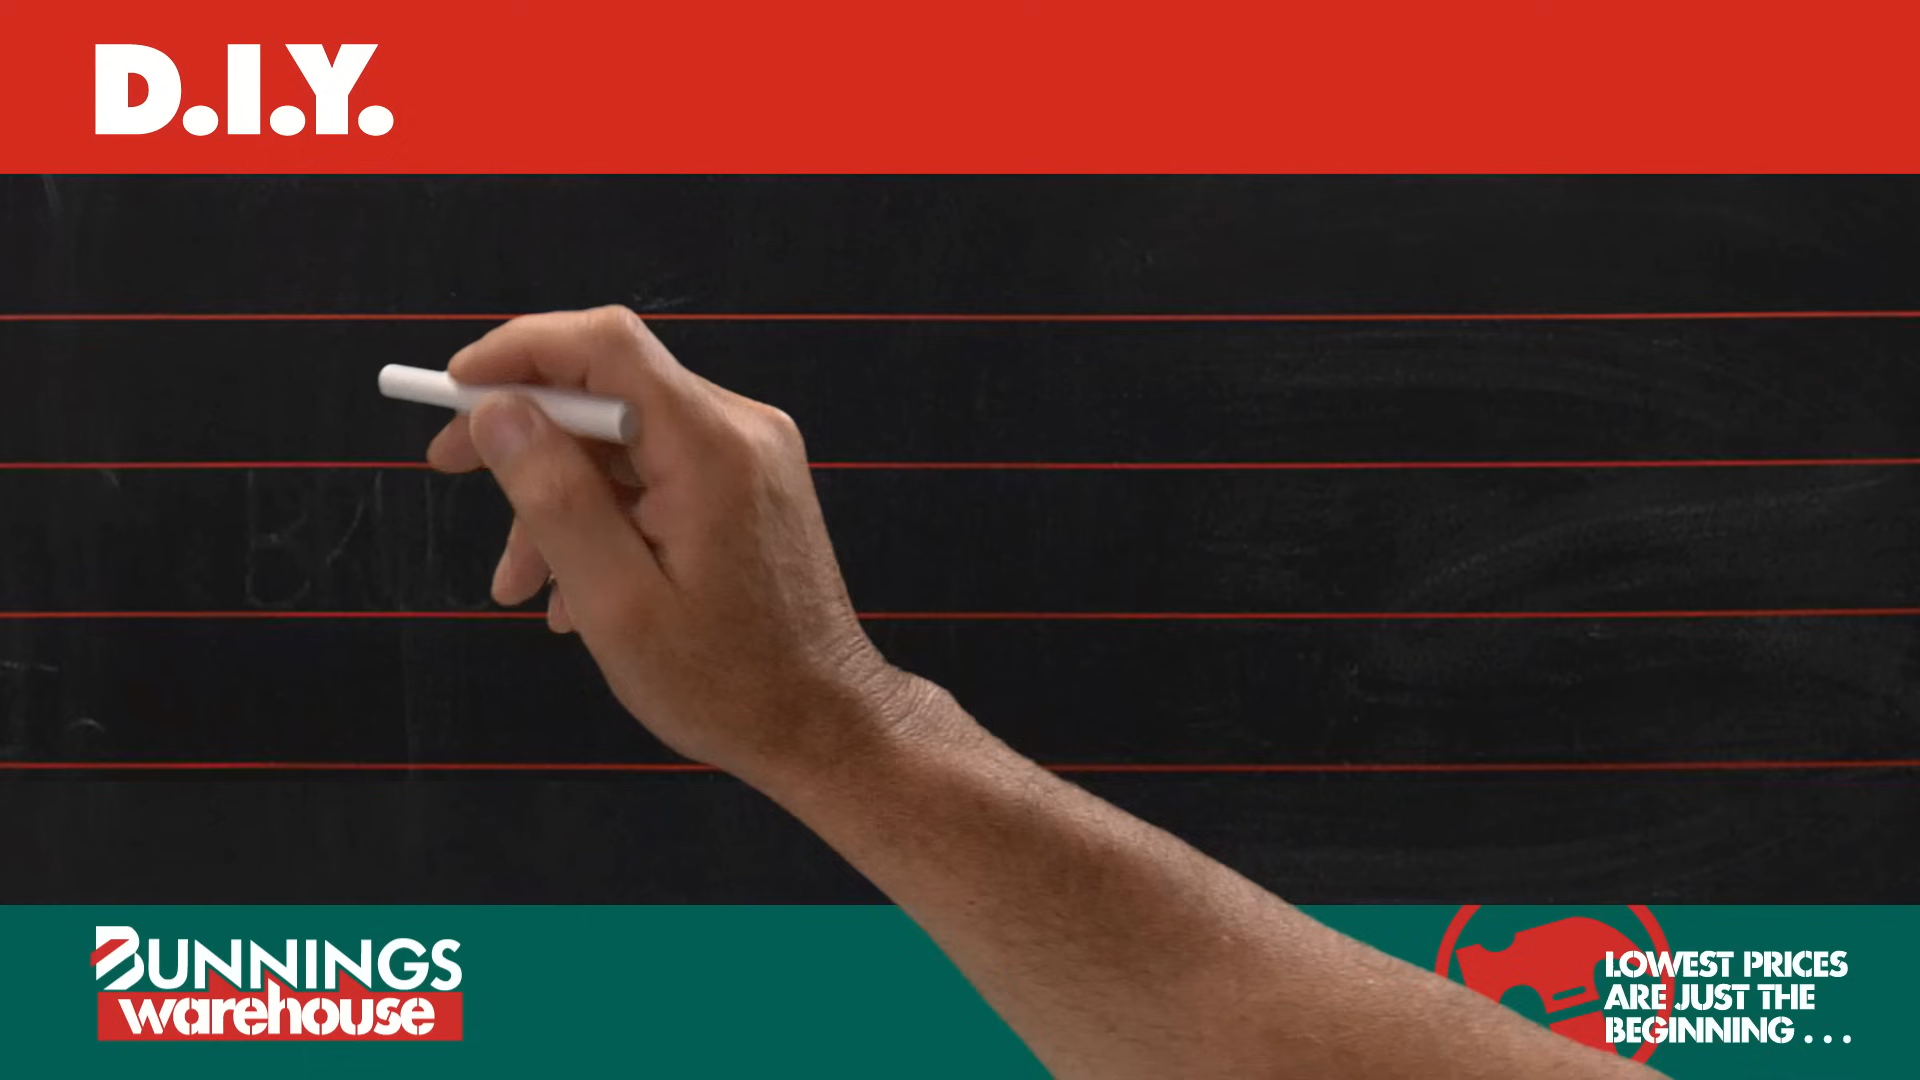 D.I.Y.
BUNNINGS
warehouse
LOWEST PRICES
ARE JUST THE
BEGINNING . . .